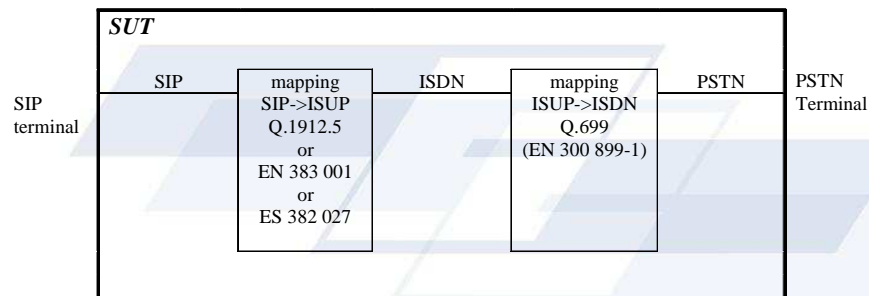 SUT
SIP
mapping
SIP->ISUP
Q.1912.5
or
EN 383 001
or
ES 382 027
ISDN
mapping
ISUP->ISDN
Q.699
(EN 300 899-1)
PSTN
SIP
terminal
PSTN
Terminal